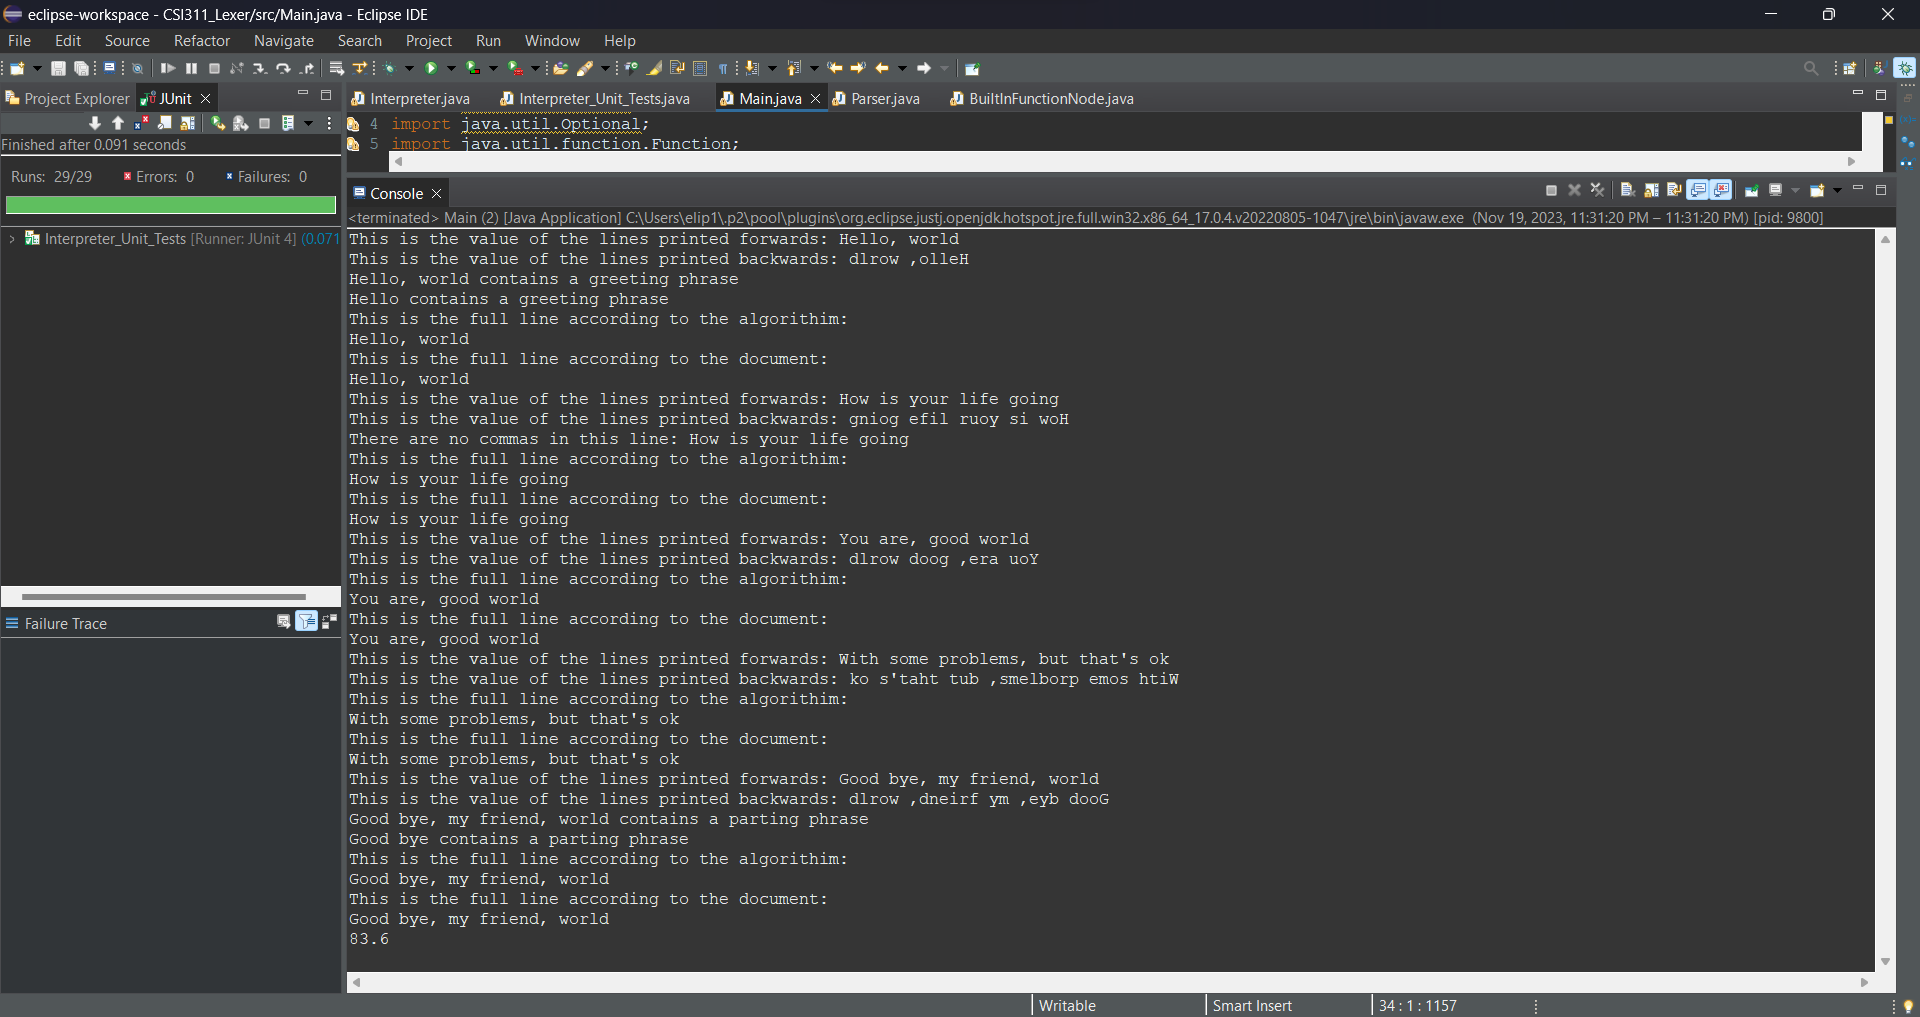 eclipse-workspace - CSI311_Lexer/src/Main.java - Eclipse IDE
File Edit Source Refactor Navigate Search Project Run Window Help
Project Explorer JUnit
Interpreter.java Interpreter_Unit_Tests.java Main.java Parser.java BuiltInFunctionNode.java
4 import java.util.Optional;
5 import java.util.function.Function;
Finished after 0.091 seconds
Runs: 29/29 Errors: 0 Failures: 0
Interpreter_Unit_Tests [Runner: JUnit 4] (0.071
Failure Trace
Console
<terminated> Main (2) [Java Application] C:\Users\elip1\.p2\pool\plugins\org.eclipse.justj.openjdk.hotspot.jre.full.win32.x86_64_17.0.4.v20220805-1047\jre\bin\javaw.exe (Nov 19, 2023, 11:31:20 PM – 11:31:20 PM) [pid: 9800]
This is the value of the lines printed forwards: Hello, world
This is the value of the lines printed backwards: dlrow ,olleH
Hello, world contains a greeting phrase
Hello contains a greeting phrase
This is the full line according to the algorithim:
Hello, world
This is the full line according to the document:
Hello, world
This is the value of the lines printed forwards: How is your life going
This is the value of the lines printed backwards: gniog efil ruoy si woH
There are no commas in this line: How is your life going
This is the full line according to the algorithim:
How is your life going
This is the full line according to the document:
How is your life going
This is the value of the lines printed forwards: You are, good world
This is the value of the lines printed backwards: dlrow doog ,era uoY
This is the full line according to the algorithim:
You are, good world
This is the full line according to the document:
You are, good world
This is the value of the lines printed forwards: With some problems, but that's ok
This is the value of the lines printed backwards: ko s'taht tub ,smelborp emos htiW
This is the full line according to the algorithim:
With some problems, but that's ok
This is the full line according to the document:
With some problems, but that's ok
This is the value of the lines printed forwards: Good bye, my friend, world
This is the value of the lines printed backwards: dlrow ,dneirf ym ,eyb dooG
Good bye, my friend, world contains a parting phrase
Good bye contains a parting phrase
This is the full line according to the algorithim:
Good bye, my friend, world
This is the full line according to the document:
Good bye, my friend, world
83.6
Writable Smart Insert 34 : 1 : 1157